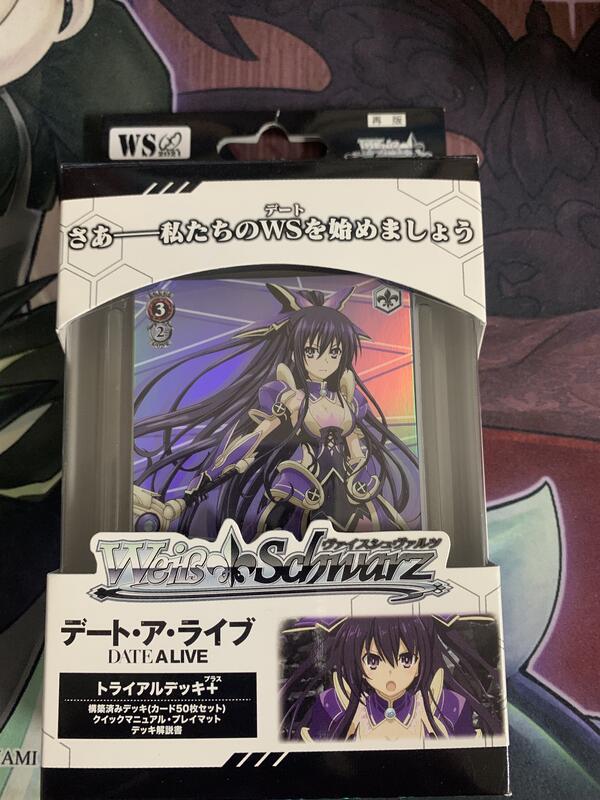 WS
再版
デート
さあ──私たちのWSを始めましょう
3
2
ヴァイスシュヴァルツ
Weiß Schwarz
デート・ア・ライブ
DATE A LIVE
プラス
トライアルデッキ+
構築済みデッキ(カード50枚セット)
クイックマニュアル・プレイマット
デッキ解説書
NAMI